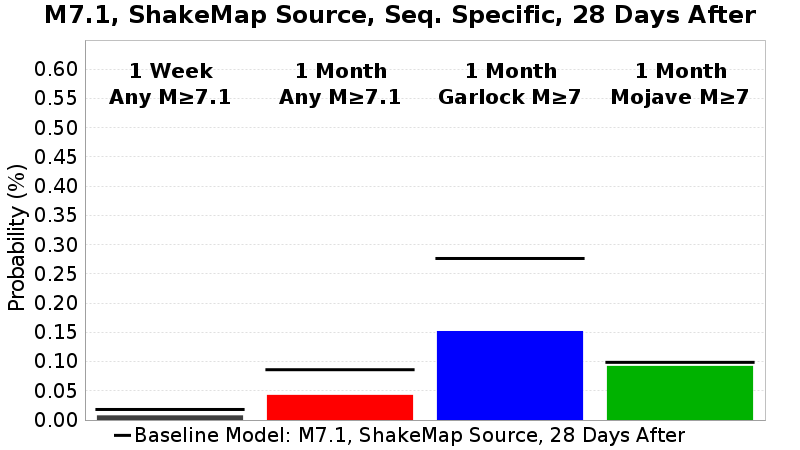 M7.1, ShakeMap Source, Seq. Specific, 28 Days After
Probability (%)
0.60
0.55
0.50
0.45
0.40
0.35
0.30
0.25
0.20
0.15
0.10
0.05
0.00
1 Week
Any M≥7.1
1 Month
Any M≥7.1
1 Month
Garlock M≥7
1 Month
Mojave M≥7
Baseline Model: M7.1, ShakeMap Source, 28 Days After